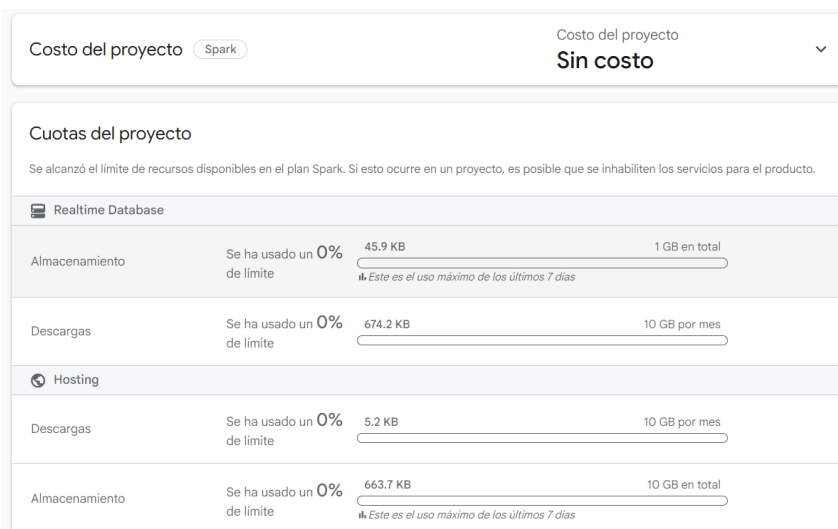 Costo del proyecto Spark
Costo del proyecto
Sin costo
Cuotas del proyecto
Se alcanzó el límite de recursos disponibles en el plan Spark. Si esto ocurre en un proyecto, es posible que se inhabiliten los servicios para el producto.
Realtime Database
Almacenamiento
Se ha usado un 0%
de límite
45.9 KB
1 GB en total
Este es el uso máximo de los últimos 7 días
Descargas
Se ha usado un 0%
de límite
674.2 KB
10 GB por mes
Hosting
Descargas
Se ha usado un 0%
de límite
5.2 KB
10 GB por mes
Almacenamiento
Se ha usado un 0%
de límite
663.7 KB
10 GB en total
Este es el uso máximo de los últimos 7 días